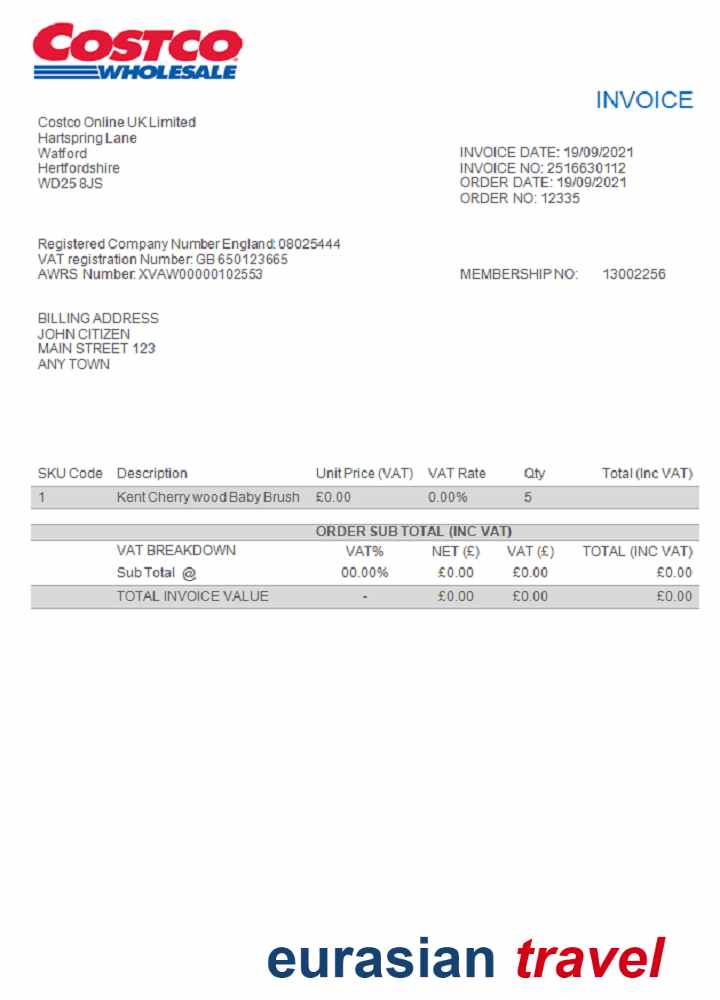 COSTCO
WHOLESALE
INVOICE
Costco Online UK Limited
Hartspring Lane
Watford
Hertfordshire
WD25 8JS
INVOICE DATE: 19/09/2021
INVOICE NO: 2516630112
ORDER DATE: 19/09/2021
ORDER NO: 12335
Registered Company Number England: 08025444
VAT registration Number: GB 650123665
AWRS Number: XVAW00000102553
MEMBERSHIP NO: 13002256
BILLING ADDRESS
JOHN CITIZEN
MAIN STREET 123
ANY TOWN
SKU Code Description Unit Price (VAT) VAT Rate Qty Total (Inc VAT)
1 Kent Cherry wood Baby Brush £0.00 0.00% 5
ORDER SUB TOTAL (INC VAT)
VAT BREAKDOWN VAT% NET (£) VAT (£) TOTAL (INC VAT)
Sub Total @ 00.00% £0.00 £0.00 £0.00
TOTAL INVOICE VALUE - £0.00 £0.00 £0.00
eurasian travel